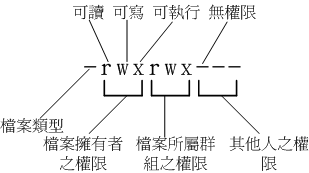 可讀 可寫 可執行 無權限
-rwxrwx---
檔案類型
檔案擁有者
之權限
檔案所屬群
組之權限
其他人之權
限